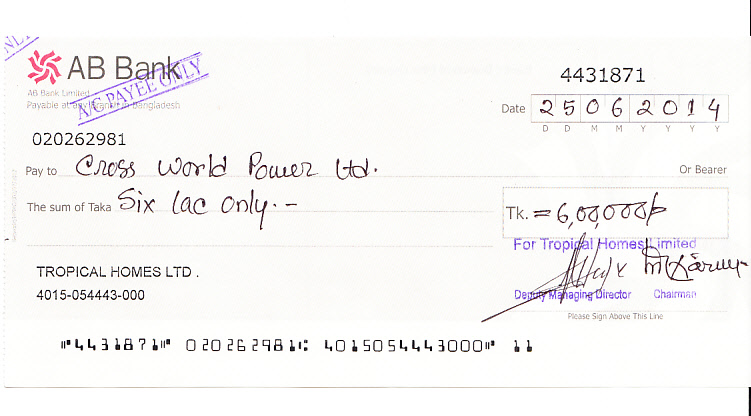 NLY
AB Bank
A/C PAYEE ONLY
AB Bank Limited
Payable at any Branch in Bangladesh
4431871
Date 25062014
D D M M Y Y Y Y
020262981
Pay to Cross World Power Ltd. Or Bearer
The sum of Taka Six lac only.-
Tk. =6,00,000/-
For Tropical Homes Limited
TROPICAL HOMES LTD .
4015-054443-000
Deputy Managing Director Chairman
Please Sign Above This Line
⑈4431871⑈ 020262981⑆ 4015054443000⑈ 11